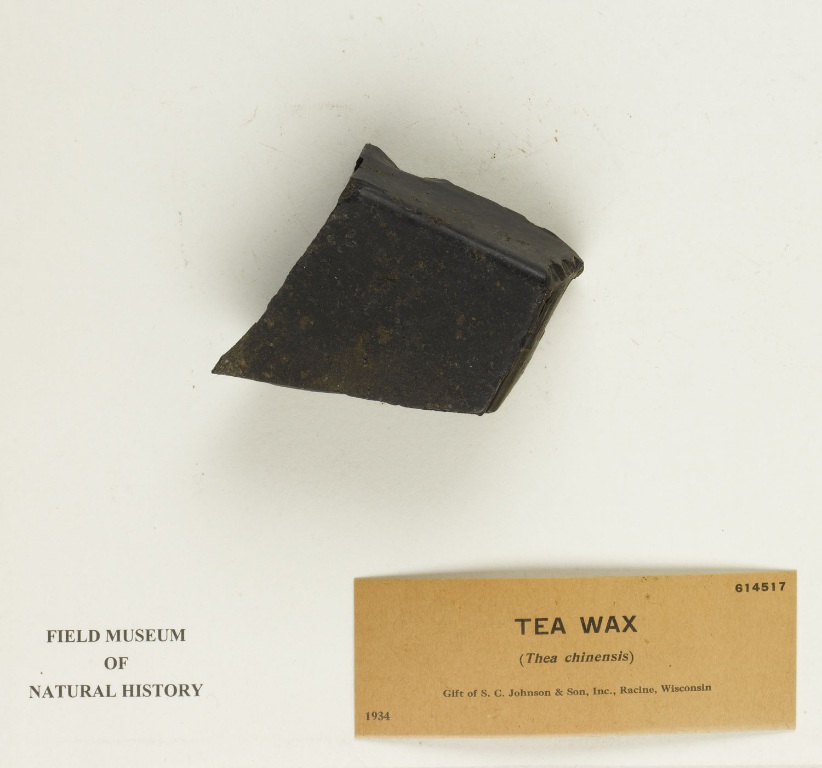 FIELD MUSEUM
OF
NATURAL HISTORY
614517
TEA WAX
(Thea chinensis)
Gift of S. C. Johnson & Son, Inc., Racine, Wisconsin
1934